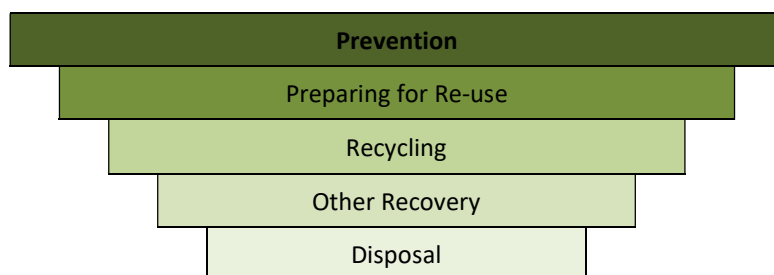 Prevention
Preparing for Re-use
Recycling
Other Recovery
Disposal